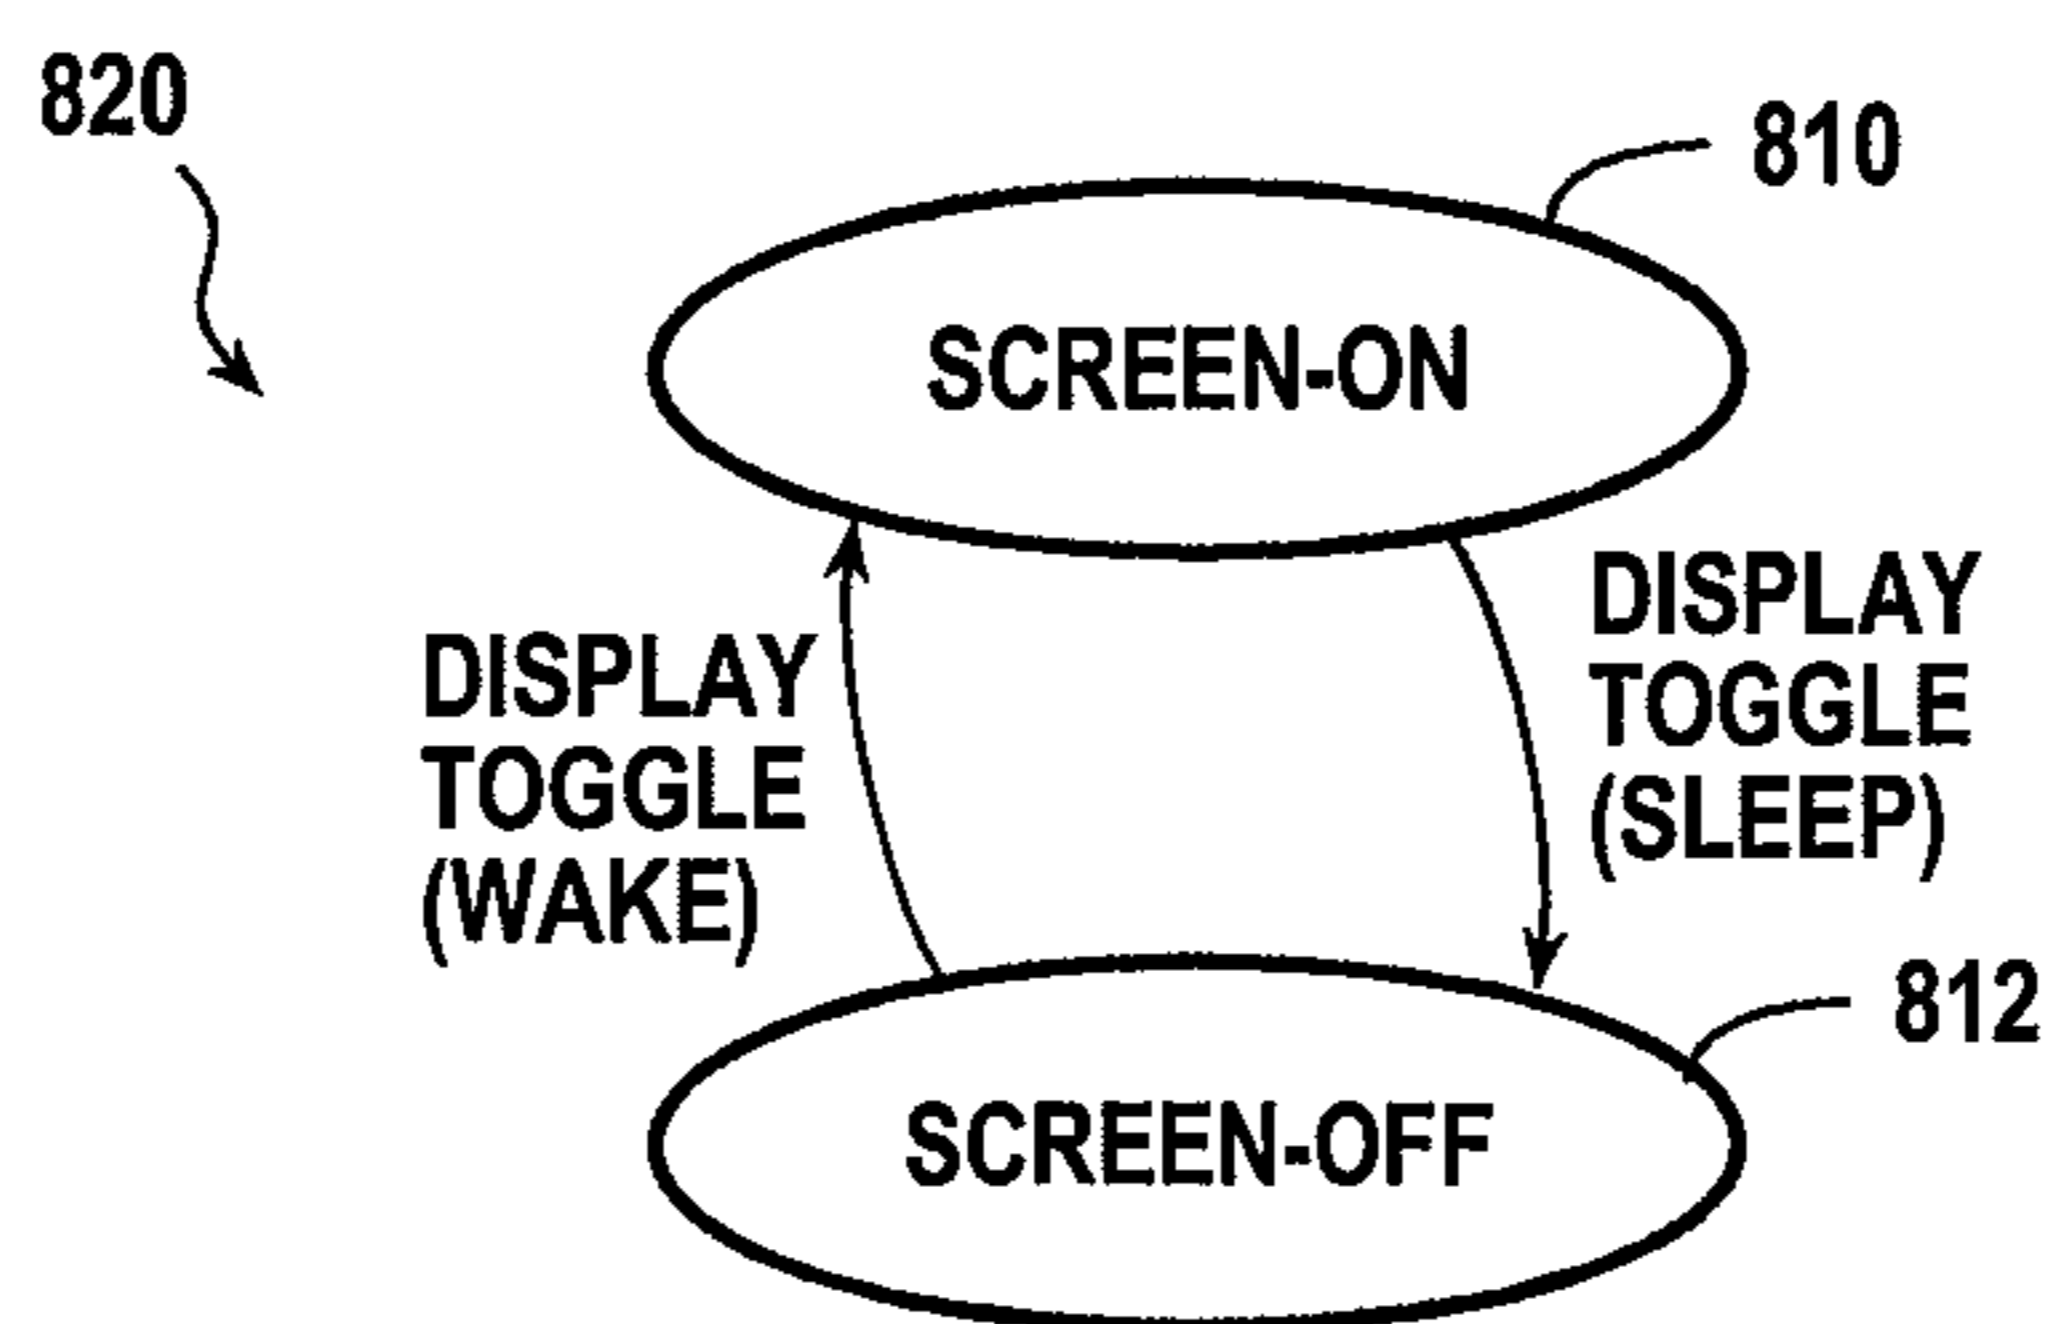 820
810
SCREEN-ON
DISPLAY
TOGGLE
(SLEEP)
DISPLAY
TOGGLE
(WAKE)
812
SCREEN-OFF